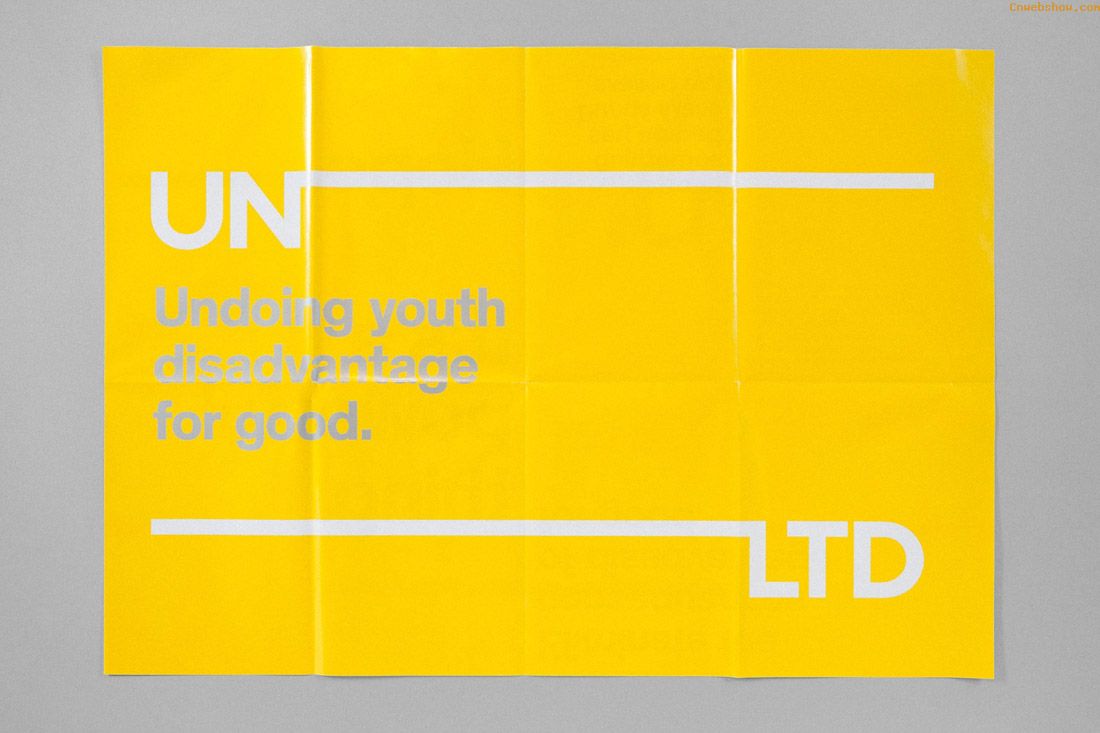 Cnwebshow.com
UN
Undoing youth
disadvantage
for good.
LTD